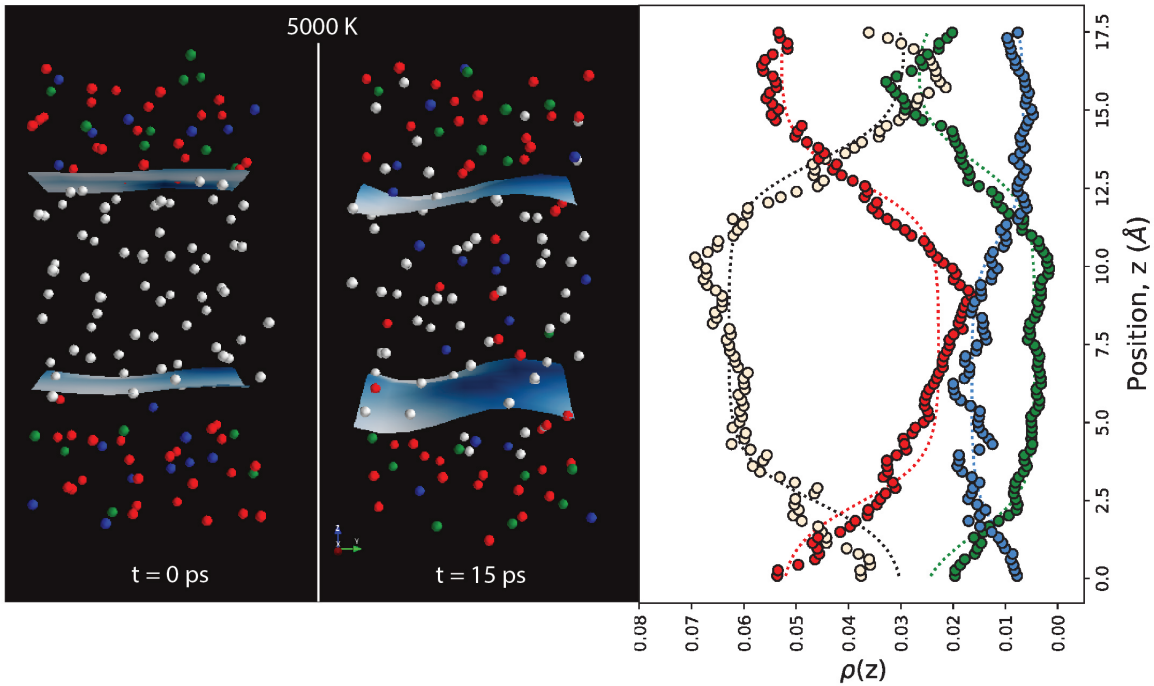 5000 K
t = 0 ps
t = 15 ps
Z
Y
X
17.5
15.0
12.5
10.0
7.5
5.0
2.5
0.0
Position, z (Å)
0.08
0.07
0.06
0.05
0.04
0.03
0.02
0.01
0.00
ρ(z)